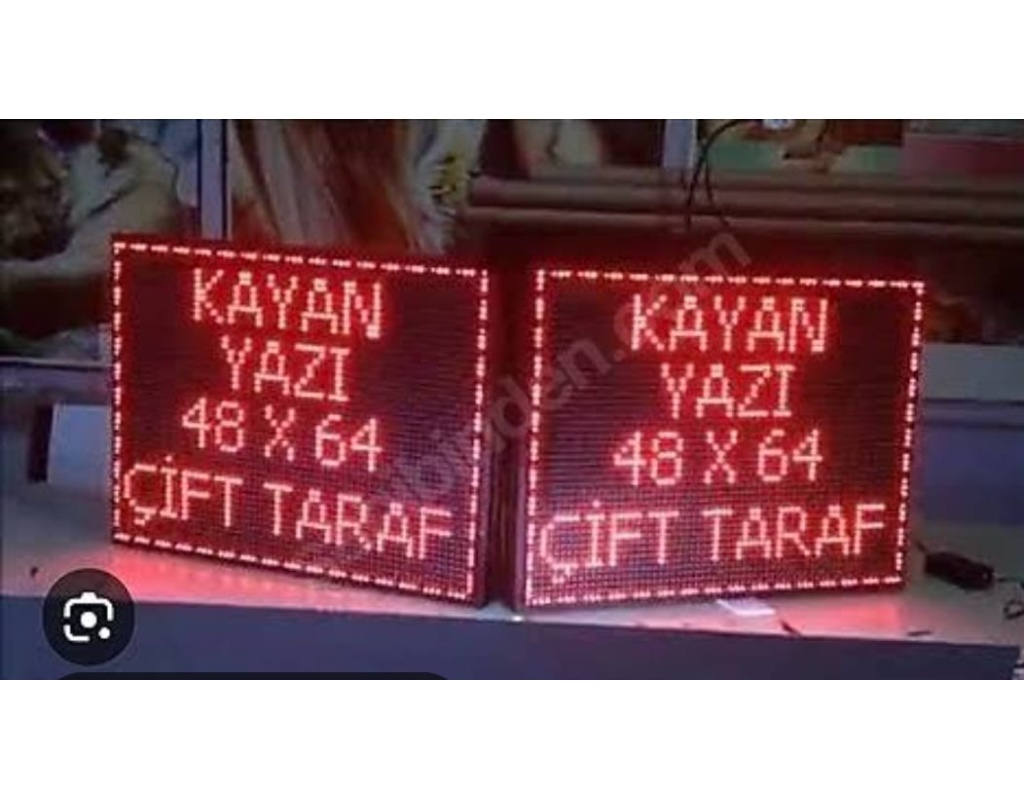 KAYAN
YAZI
48 X 64
ÇİFT TARAF
KAYAN
YAZI
48 X 64
ÇİFT TARAF